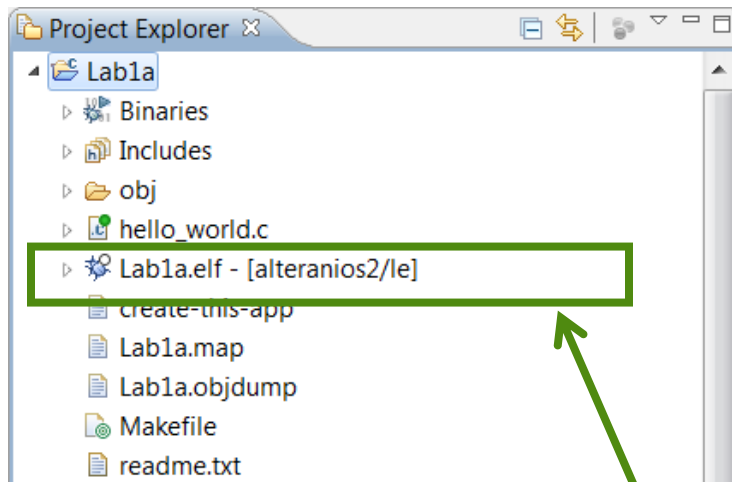 Project Explorer
Lab1a
Binaries
Includes
obj
hello_world.c
Lab1a.elf - [alteranios2/le]
create-this-app
Lab1a.map
Lab1a.objdump
Makefile
readme.txt